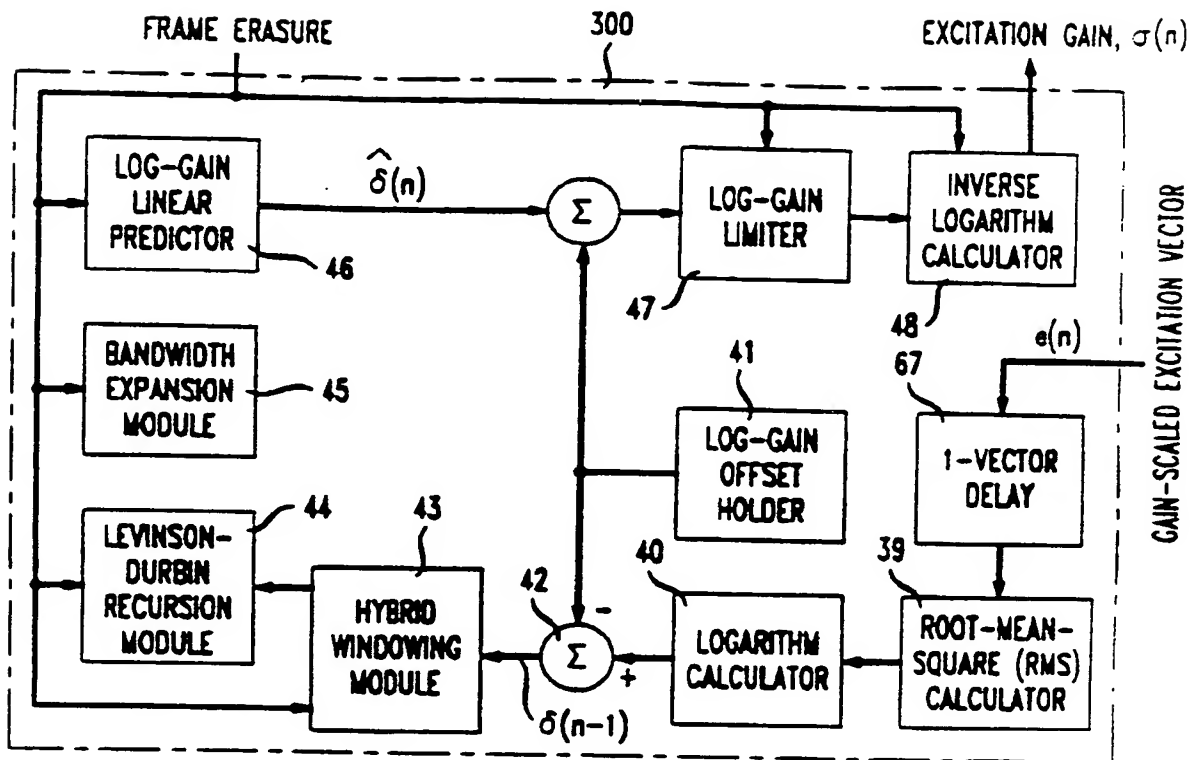 FRAME ERASURE
300
EXCITATION GAIN, σ(n)
LOG-GAIN
LINEAR
PREDICTOR
46
δ̂(n)
Σ
LOG-GAIN
LIMITER
47
INVERSE
LOGARITHM
CALCULATOR
48
GAIN-SCALED EXCITATION VECTOR
e(n)
67
BANDWIDTH
EXPANSION
MODULE
45
41
LOG-GAIN
OFFSET
HOLDER
1-VECTOR
DELAY
44
LEVINSON-
DURBIN
RECURSION
MODULE
43
HYBRID
WINDOWING
MODULE
42
-
Σ
+
δ(n-1)
40
LOGARITHM
CALCULATOR
39
ROOT-MEAN-
SQUARE (RMS)
CALCULATOR